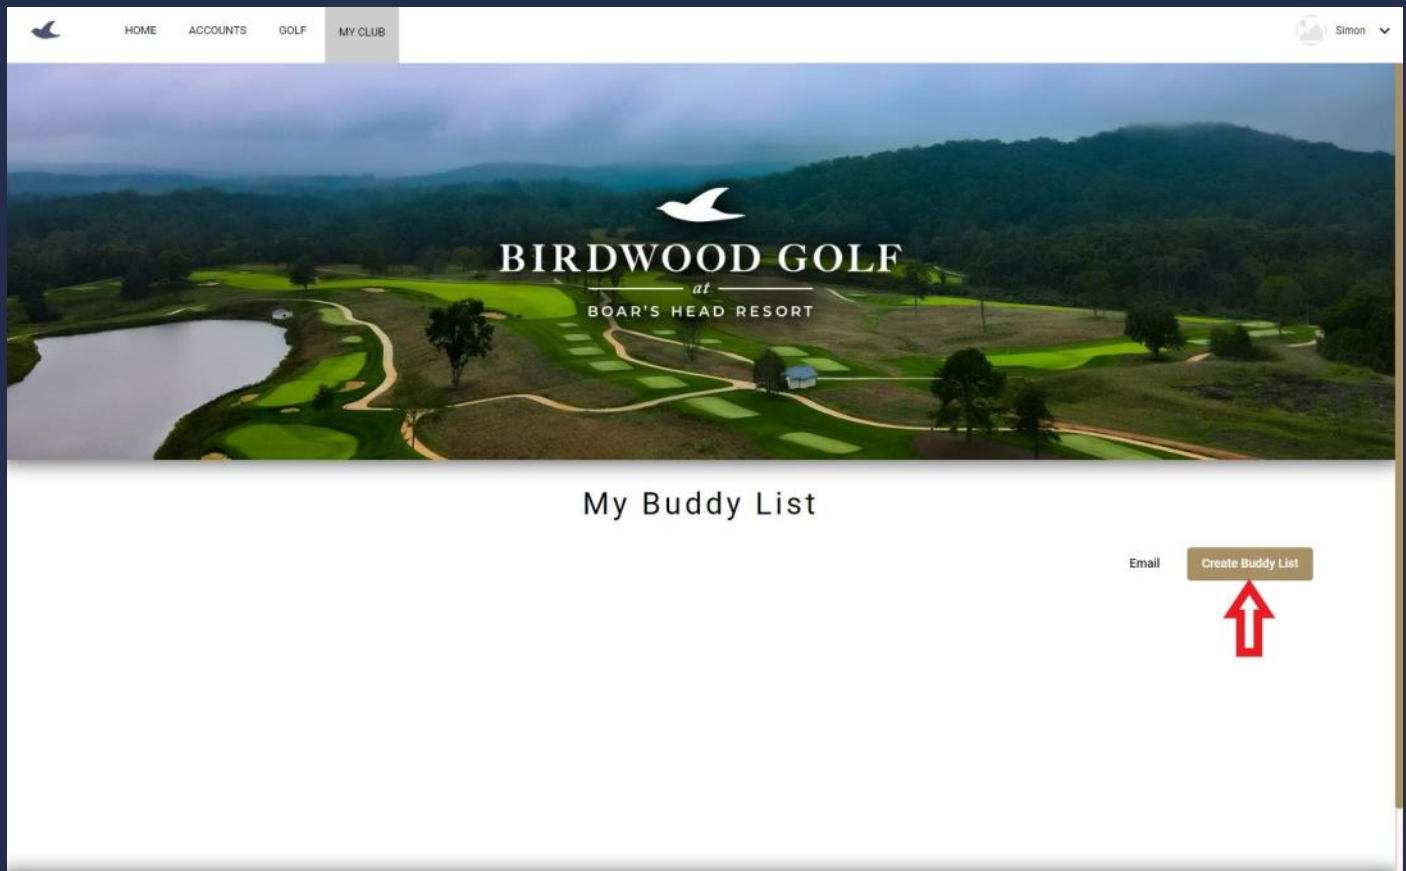 HOME ACCOUNTS GOLF MY CLUB Simon
BIRDWOOD GOLF
at
BOAR'S HEAD RESORT
My Buddy List
Email Create Buddy List